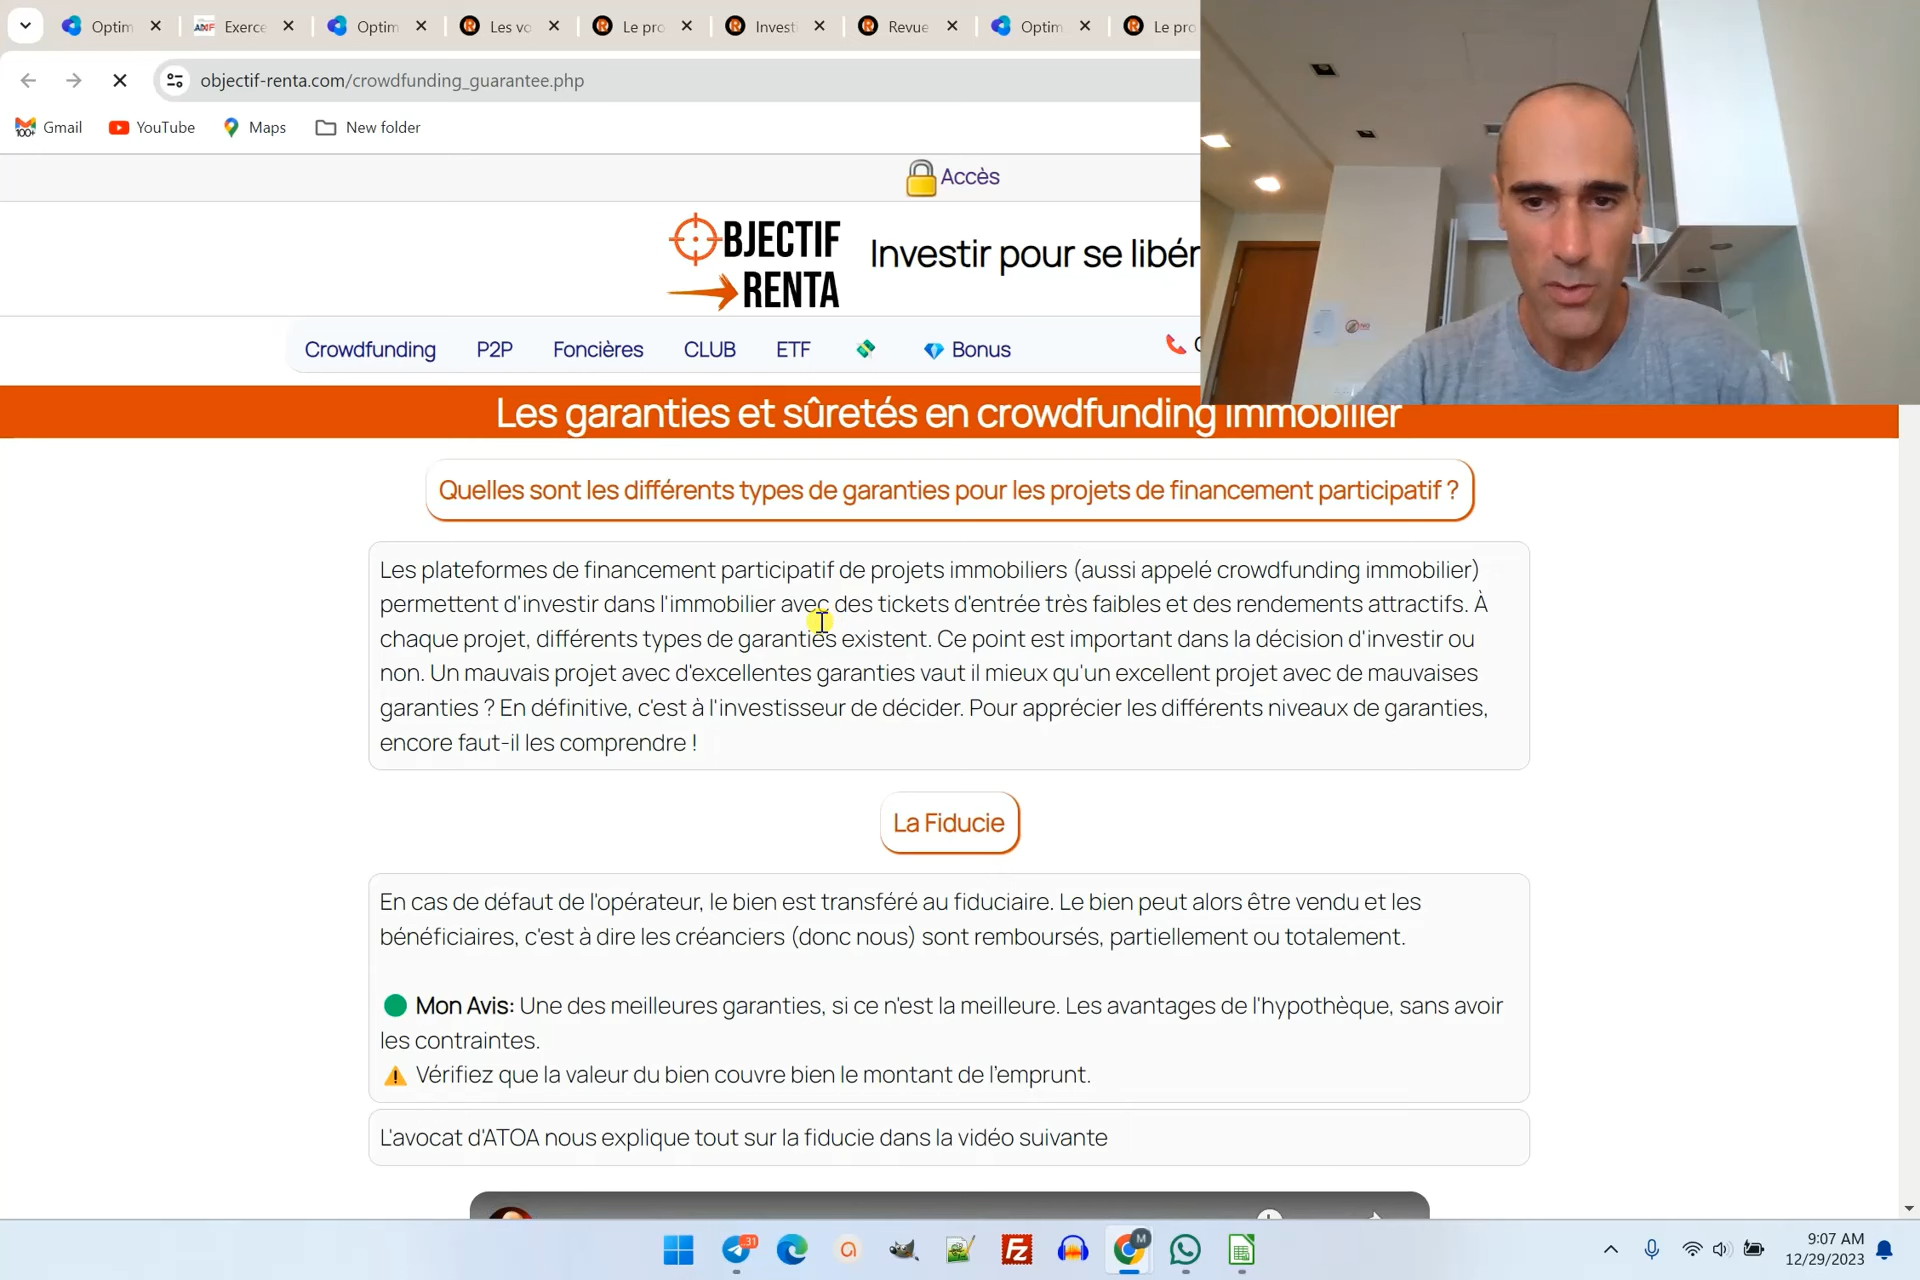 Optim
Exerce
Optim
Les vo
Le pro
Invest
Revue
Optim
Le pro
objectif-renta.com/crowdfunding_guarantee.php
Gmail
YouTube
Maps
New folder
Accès
OBJECTIF
RENTA
Investir pour se libér
Crowdfunding
P2P
Foncières
CLUB
ETF
Bonus
Les garanties et sûretés en crowdfunding immobilier
Quelles sont les différents types de garanties pour les projets de financement participatif ?
Les plateformes de financement participatif de projets immobiliers (aussi appelé crowdfunding immobilier)
permettent d'investir dans l'immobilier avec des tickets d'entrée très faibles et des rendements attractifs. À
chaque projet, différents types de garanties existent. Ce point est important dans la décision d'investir ou
non. Un mauvais projet avec d'excellentes garanties vaut il mieux qu'un excellent projet avec de mauvaises
garanties ? En définitive, c'est à l'investisseur de décider. Pour apprécier les différents niveaux de garanties,
encore faut-il les comprendre !
La Fiducie
En cas de défaut de l'opérateur, le bien est transféré au fiduciaire. Le bien peut alors être vendu et les
bénéficiaires, c'est à dire les créanciers (donc nous) sont remboursés, partiellement ou totalement.
Mon Avis: Une des meilleures garanties, si ce n'est la meilleure. Les avantages de l'hypothèque, sans avoir
les contraintes.
Vérifiez que la valeur du bien couvre bien le montant de l'emprunt.
L'avocat d'ATOA nous explique tout sur la fiducie dans la vidéo suivante
9:07 AM
12/29/2023